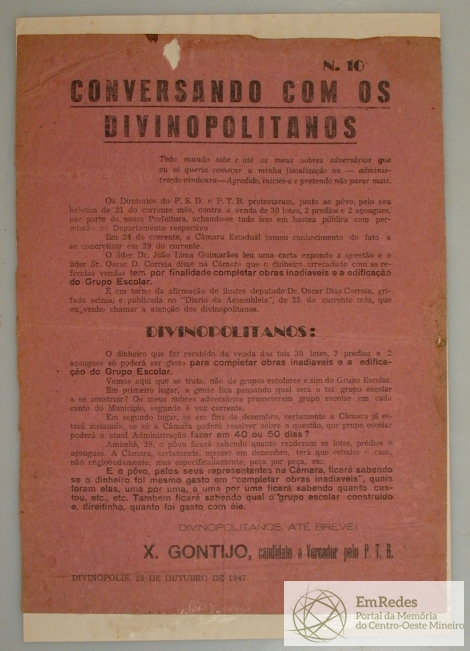 N. 10
CONVERSANDO COM OS
DIVINOPOLITANOS
Todo mundo sabe e até os meus nobres adversários que
eu só queria começar a minha fiscalização na — adminis-
tração vindoura—Agredido, iniciei-a e pretendo não parar mais.
Os Diretorios do P. S. D. e P. T. B. protestaram, junto ao pôvo, pelo seu
boletim de 21 do corrente mês, contra a venda de 30 lotes, 2 predios e 2 açougues,
por parte da nossa Prefeitura, achando-se tudo isso em hastea pública com per-
missão do Departamento respectivo
Em 24 do corrente, a Câmara Estadual tomou conhecimento do fato a
se concretizar em 29 do corrente.
O líder Dr. João Lima Guimarães leu uma carta expondo a questão e o
líder Sr. Oscar D. Correia disse na Câmara que o dinheiro arrecadado com as re-
feridas vendas tem por finalidade completar obras inadiaveis e a edificação
do Grupo Escolar.
É em torno da afirmação do ilustre deputado Dr. Oscar Dias Correia, gri-
fada acima, e publicada no "Diário da Assembleia", de 25 do corrente mês, que
eu venho chamar a atenção dos divinopolitanos.
DIVINOPOLITANOS:
O dinheiro que for recebido da venda dos tais 30 lotes, 2 predios e 2
açougues só poderá ser gasto para completar obras inadiaveis e a edifica-
ção do Grupo Escolar.
Vemos aqui que se trata, não de grupos escolares e sim do Grupo Escolar.
Em primeiro lugar, a gente fica pensando qual será o tal grupo escolar
a se construir? Os meus nobres adversários prometeram grupo escolar em cada
canto do Municipio, segundo é voz corrente.
Em segundo lugar, se em fins de dezembro, certamente a Câmara já es-
tará instalada, se só a Câmara poderá resolver sobre a questão, que grupo escolar
poderá a atual Administração fazer em 40 ou 50 dias?
Amanhã, 29, o pôvo ficará sabendo quanto renderam os lotes, prédios e
açougues. A Câmara, certamente, mesmo em dezembro, terá que estudar o caso,
não englobadamente, mas especificadamente, peça por peça, etc.
E o pôvo, pelos seus representantes na Câmara, ficará sabendo
se o dinheiro foi mesmo gasto em "completar obras inadiaveis", quais
foram elas, uma por uma, e uma por uma ficará sabendo quanto cus-
tou, etc., etc. Tambem ficará sabendo qual o grupo escolar construido
e, direitinho, quanto foi gasto com ele.
DIVINOPOLITANOS, ATÉ BREVE!
X. GONTIJO, candidato a Vereador pelo P. T. B.
DIVINÓPOLIS, 28 DE OUTUBRO DE 1947.
EmRedes
Portal da Memória
do Centro-Oeste Mineiro